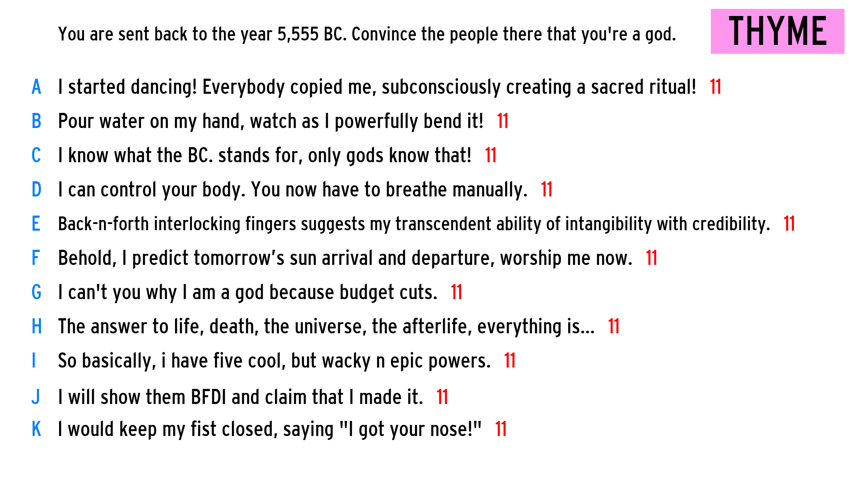 You are sent back to the year 5,555 BC. Convince the people there that you're a god. THYME
A I started dancing! Everybody copied me, subconsciously creating a sacred ritual! 11
B Pour water on my hand, watch as I powerfully bend it! 11
C I know what the BC. stands for, only gods know that! 11
D I can control your body. You now have to breathe manually. 11
E Back-n-forth interlocking fingers suggests my transcendent ability of intangibility with credibility. 11
F Behold, I predict tomorrow’s sun arrival and departure, worship me now. 11
G I can't you why I am a god because budget cuts. 11
H The answer to life, death, the universe, the afterlife, everything is... 11
I So basically, i have five cool, but wacky n epic powers. 11
J I will show them BFDI and claim that I made it. 11
K I would keep my fist closed, saying "I got your nose!" 11